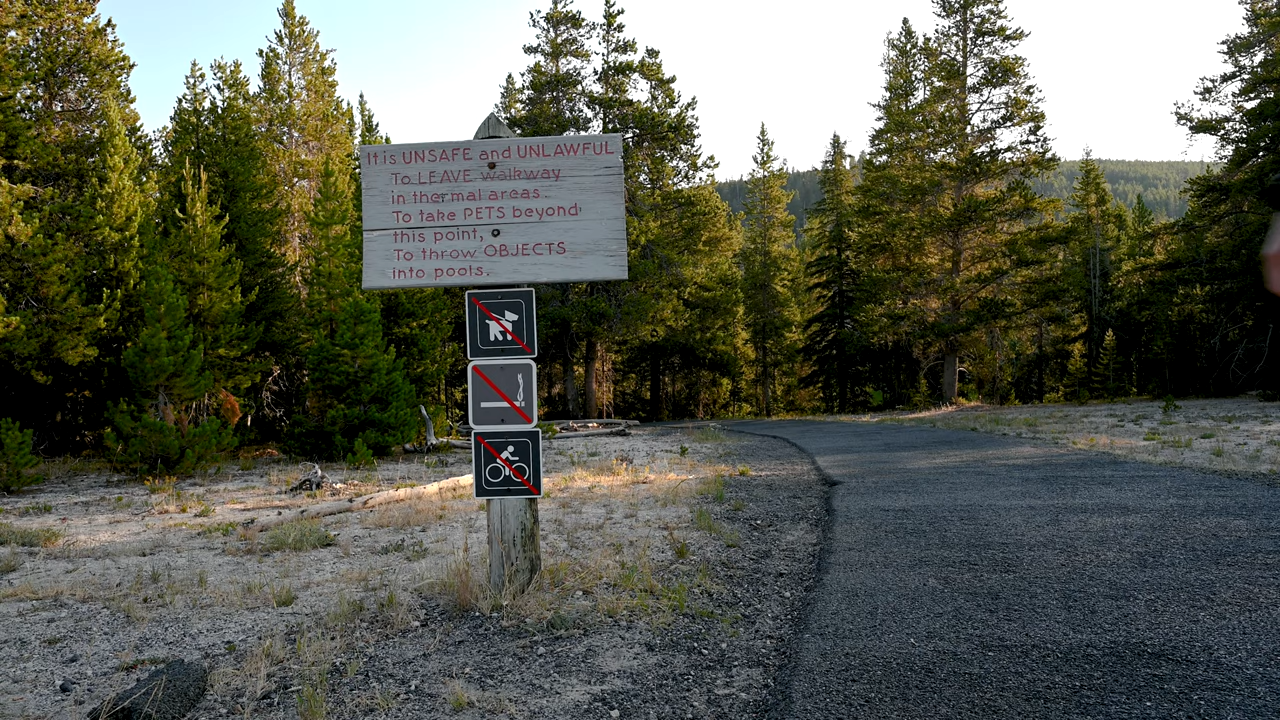 It is UNSAFE and UNLAWFUL
To LEAVE walkway
in thermal areas.
To take PETS beyond
this point,
To throw OBJECTS
into pools.